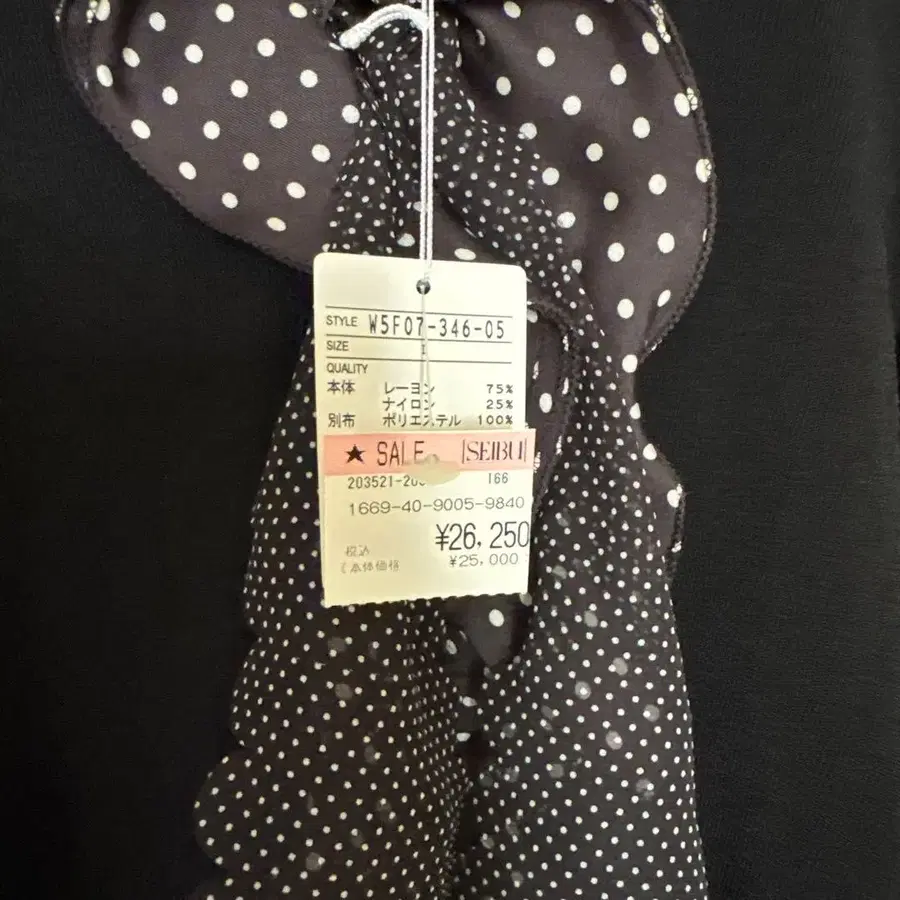 STYLE W5F07-346-05
SIZE I
QUALITY
本体 レーヨン 75%
ナイロン 25%
別布 ポリエステル 100%
★ SALE SEIBU
166
1669-40-9005-9840
¥26,250
税込
本体価格 ¥25,000